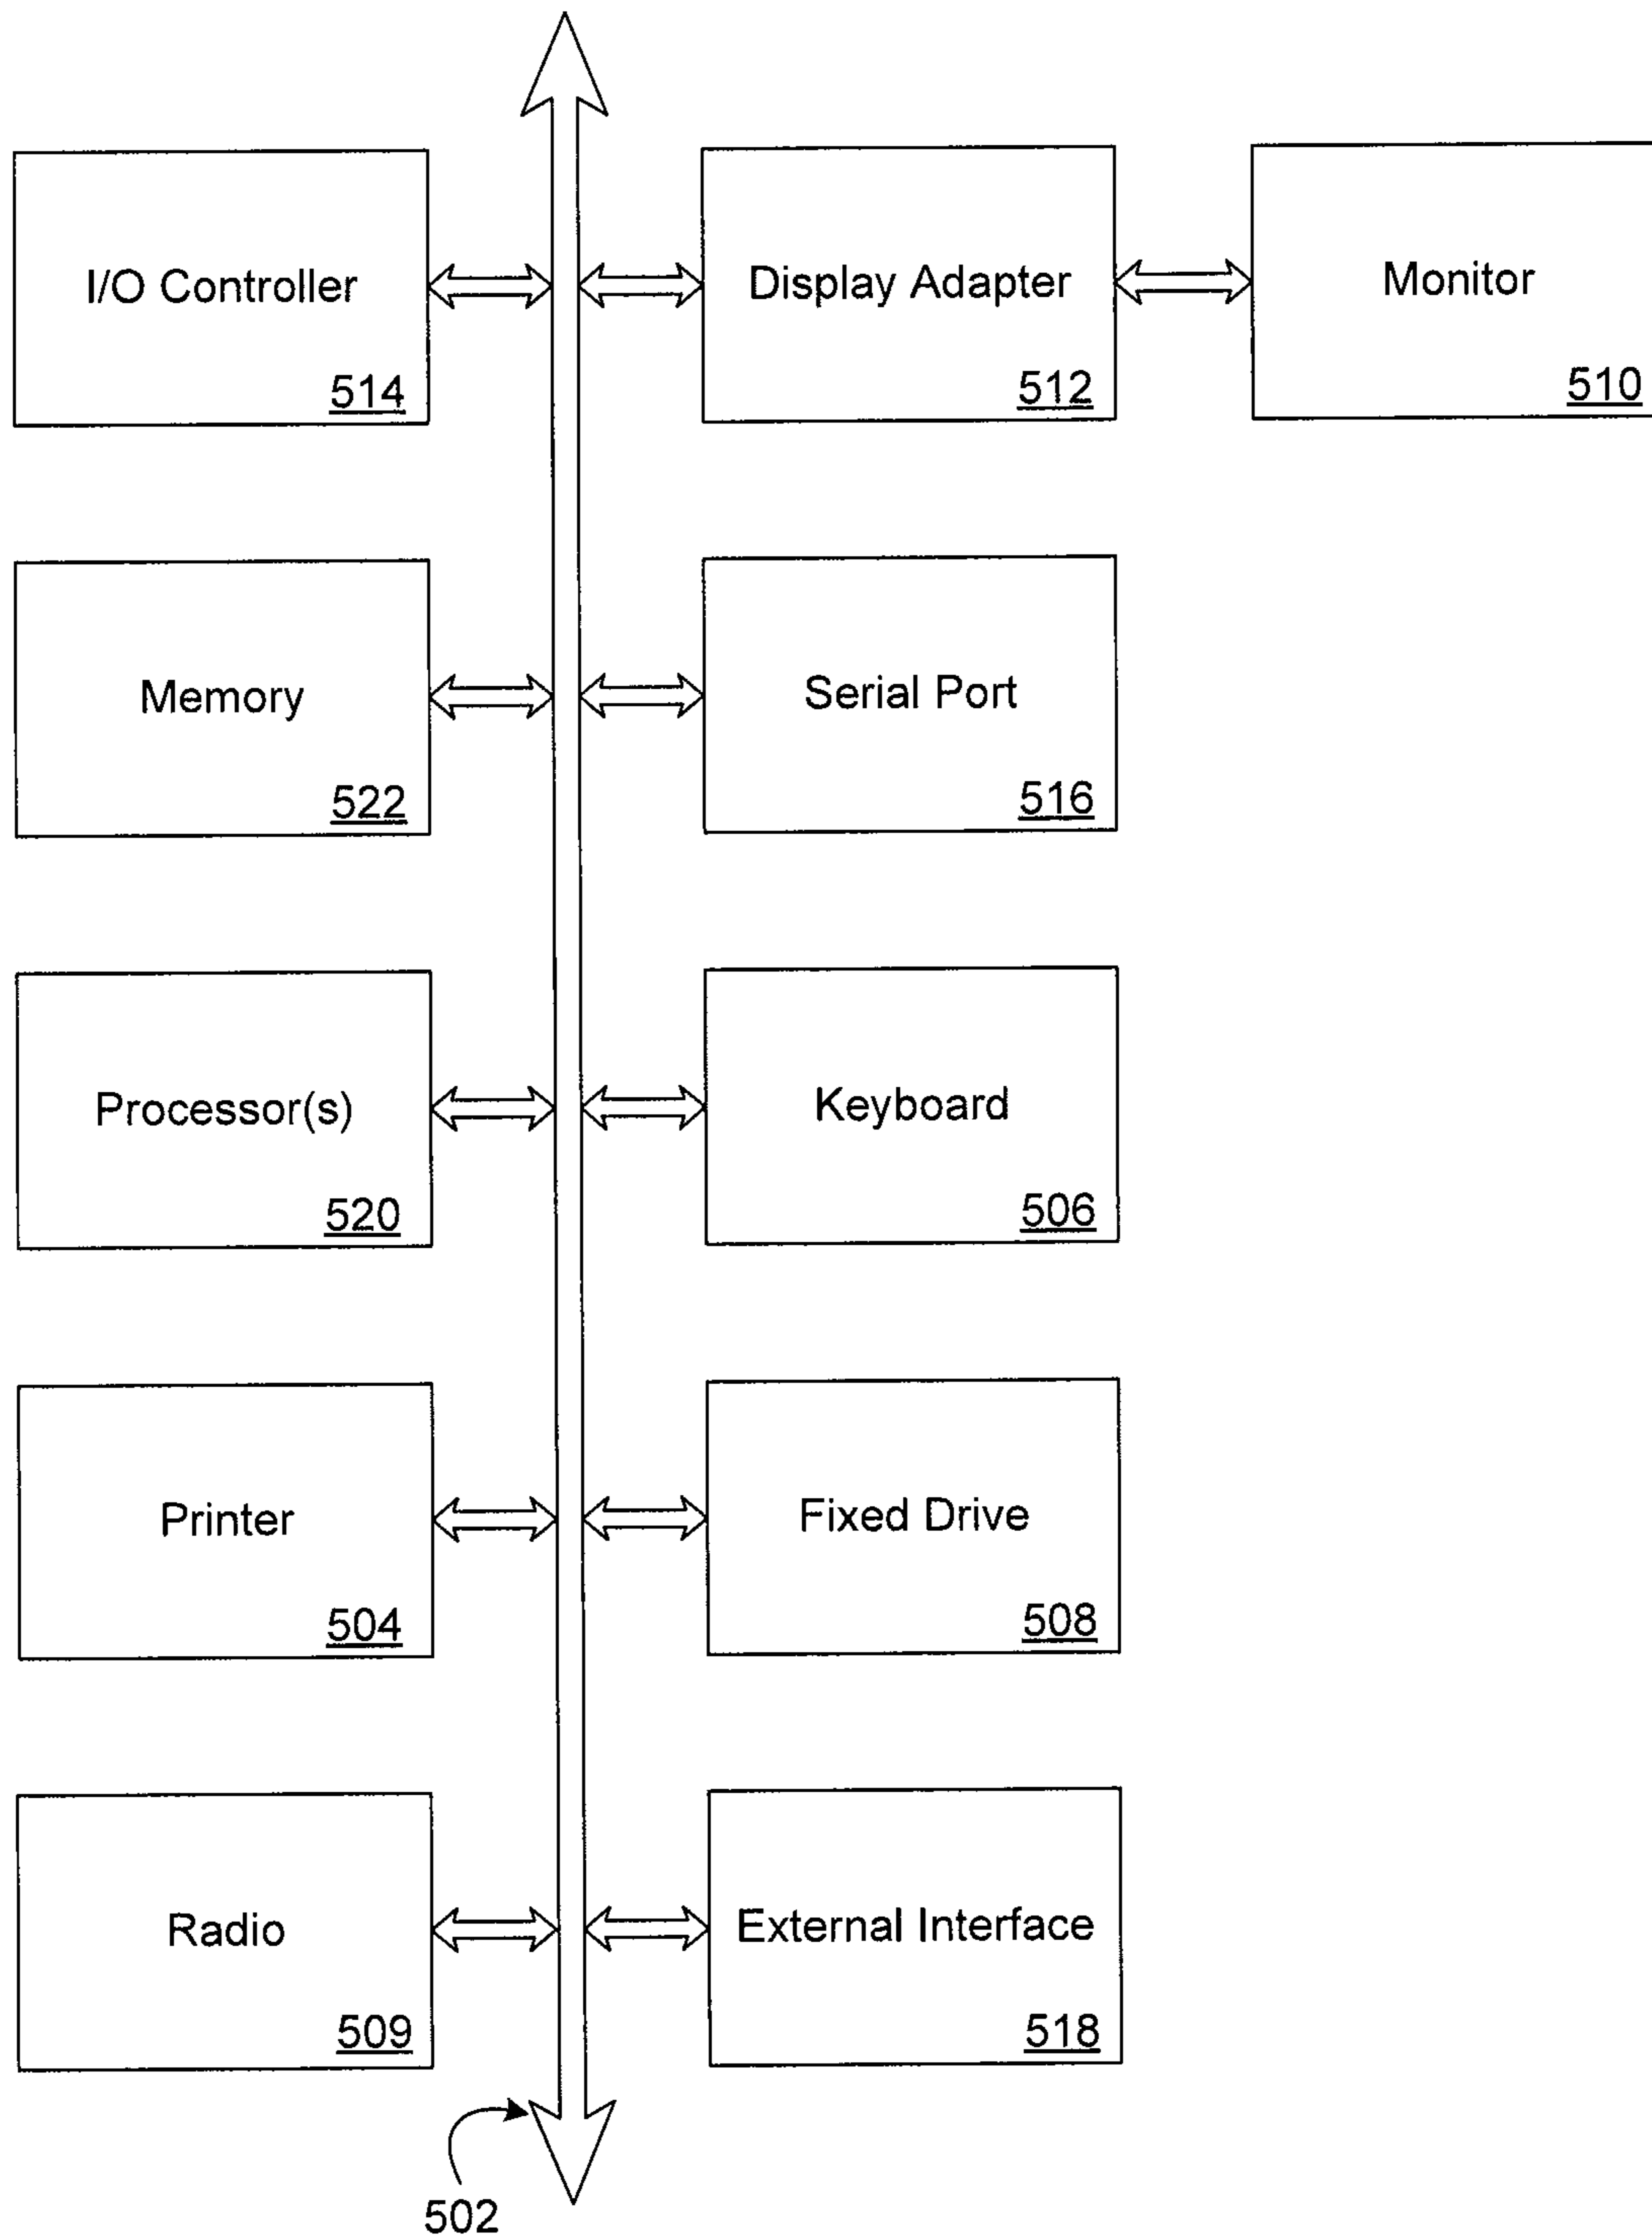 I/O Controller
514
Display Adapter
512
Monitor
510
Memory
522
Serial Port
516
Processor(s)
520
Keyboard
506
Printer
504
Fixed Drive
508
Radio
509
External Interface
518
502